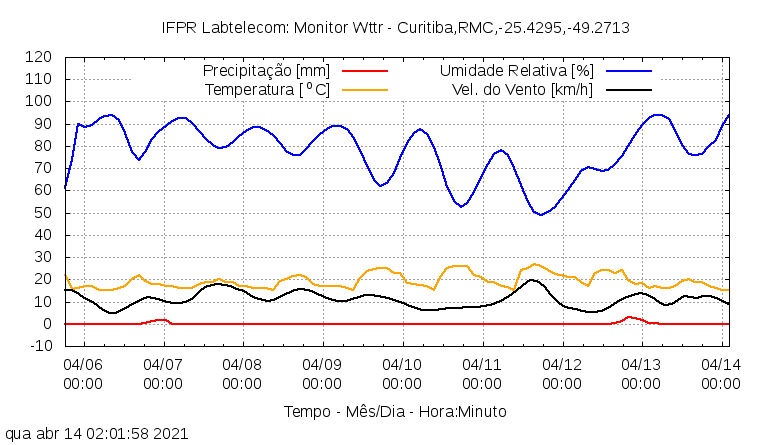 IFPR Labtelecom: Monitor Wttr - Curitiba,RMC,-25.4295,-49.2713
120
110
100
90
80
70
60
50
40
30
20
10
0
-10
Precipitação [mm]
Umidade Relativa [%]
Temperatura [ ⁰C]
Vel. do Vento [km/h]
04/06 04/07 04/08 04/09 04/10 04/11 04/12 04/13 04/14
00:00 00:00 00:00 00:00 00:00 00:00 00:00 00:00 00:00
Tempo - Mês/Dia - Hora:Minuto
qua abr 14 02:01:58 2021